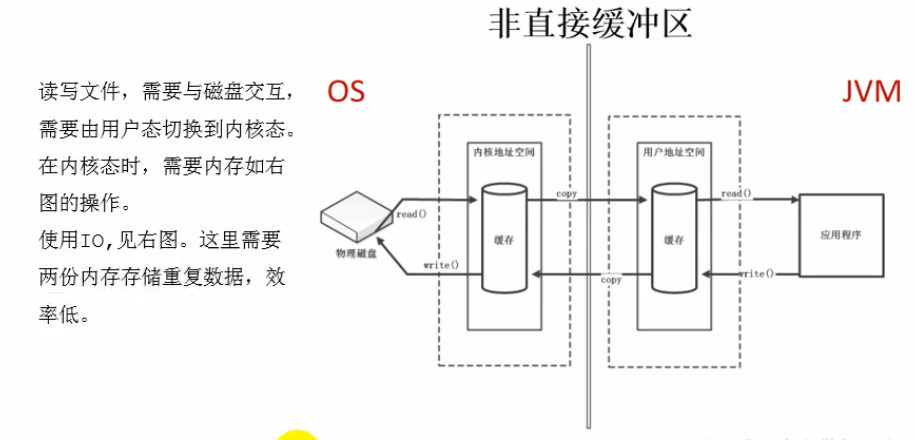 非直接缓冲区
读写文件，需要与磁盘交互，
需要由用户态切换到内核态。
在内核态时，需要内存如右
图的操作。
使用IO,见右图。这里需要
两份内存存储重复数据，效
率低。
OS
JVM
内核地址空间
用户地址空间
read()
copy
read()
物理磁盘
缓存
缓存
应用程序
write()
copy
write()